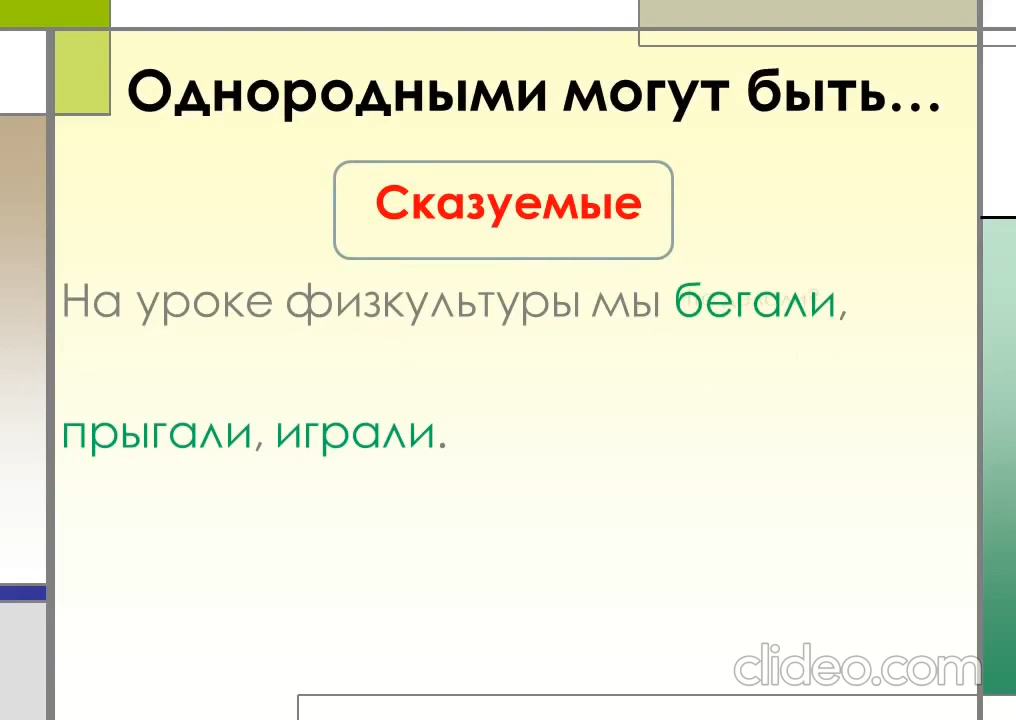 Однородными могут быть...
Сказуемые
На уроке физкультуры мы бегали,
прыгали, играли.
clideo.com